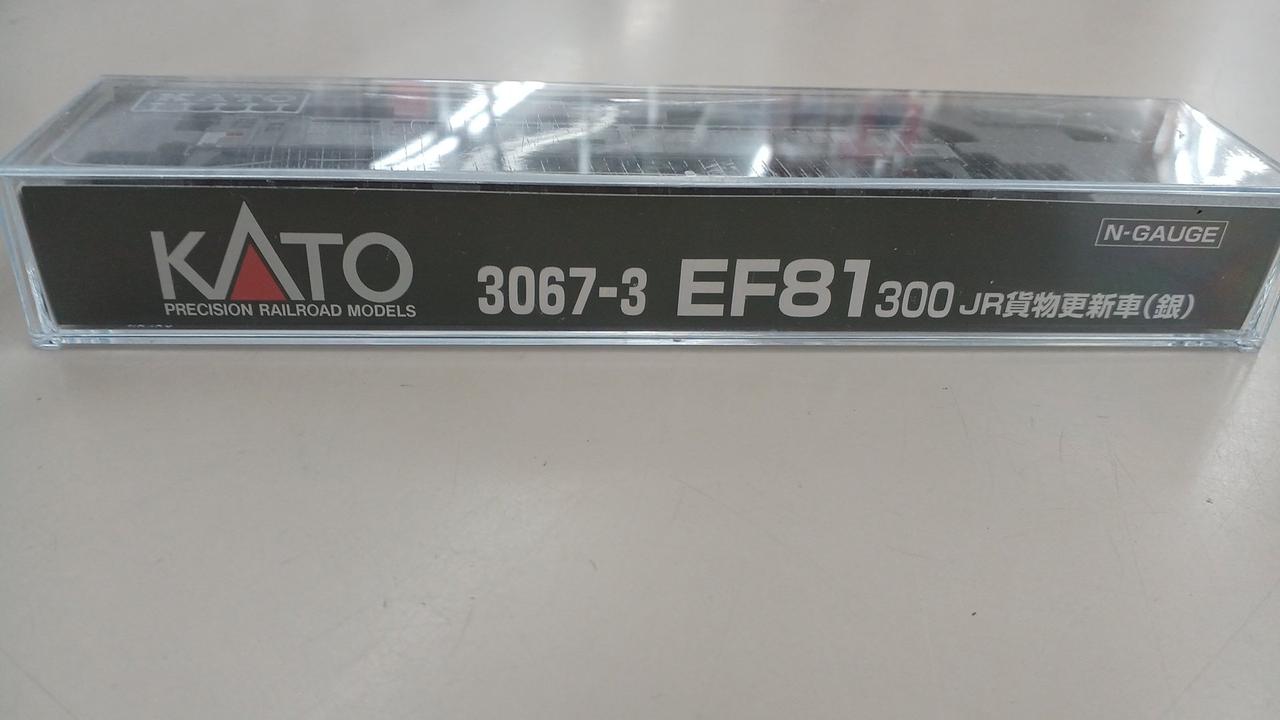 KATO
PRECISION RAILROAD MODELS
3067-3 EF81 300 JR貨物更新車(銀)
N-GAUGE